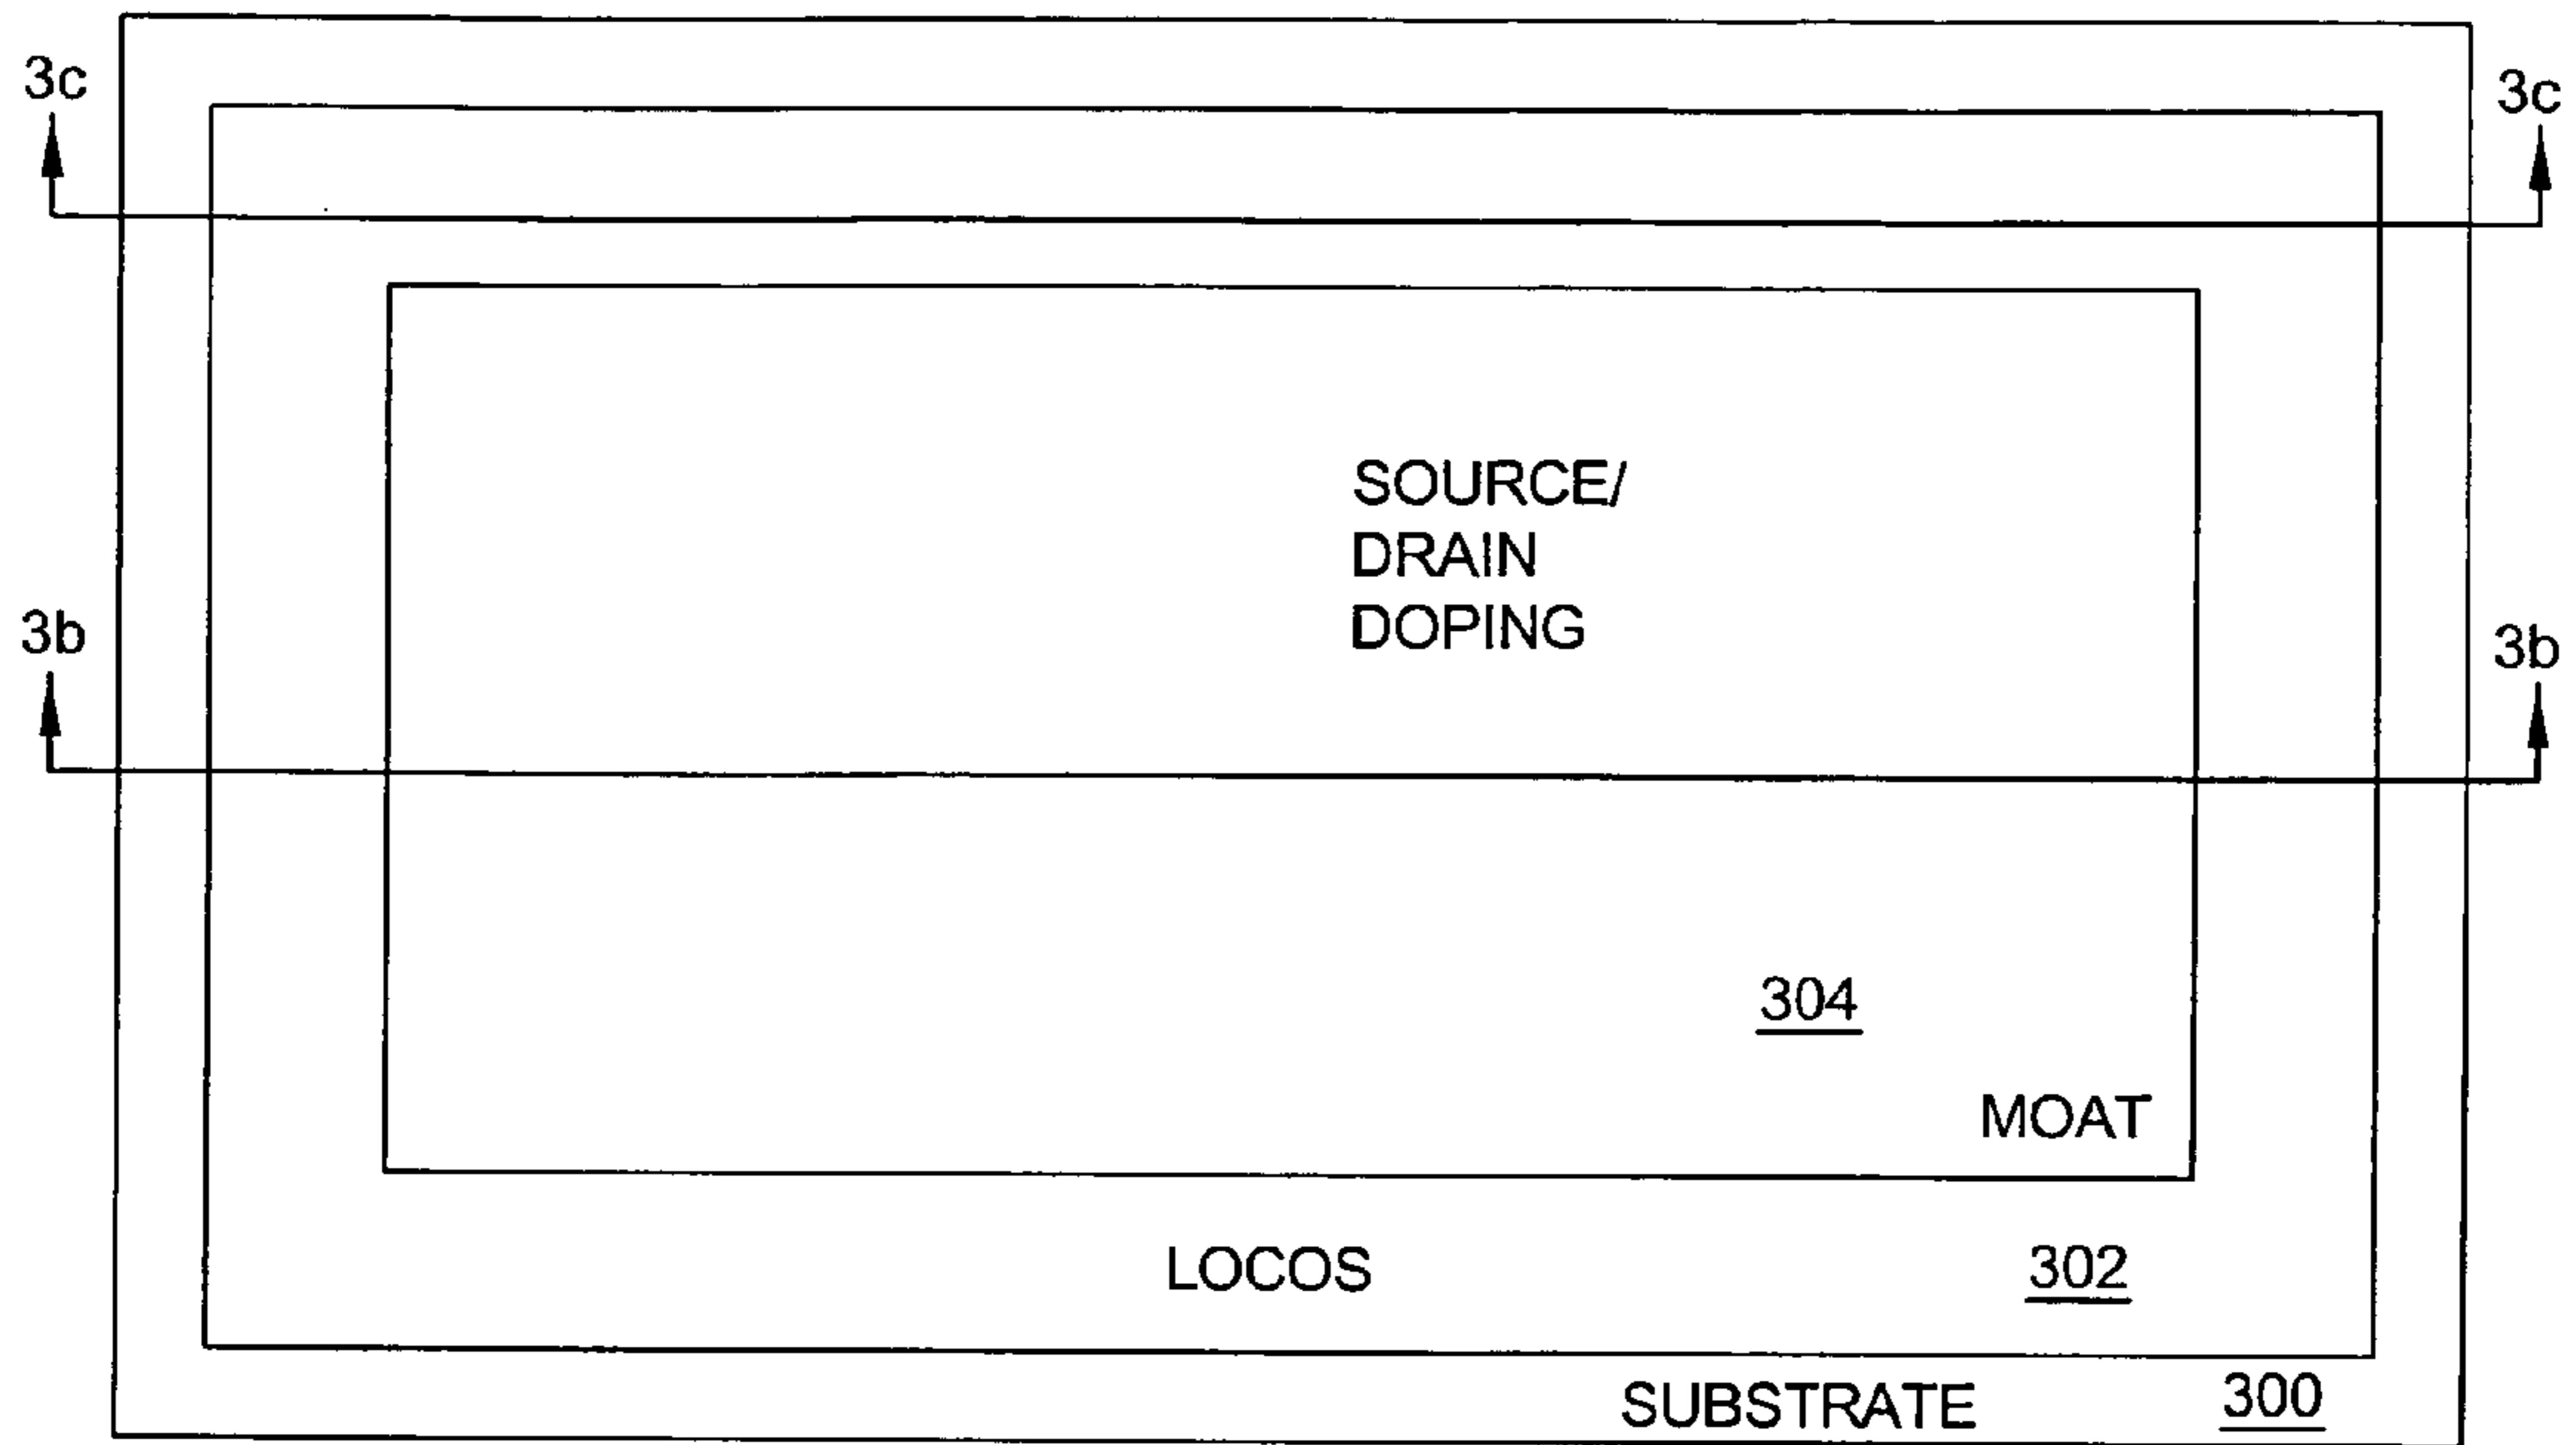 3c
3c
SOURCE/
DRAIN
DOPING
3b
3b
304
MOAT
LOCOS
302
SUBSTRATE
300